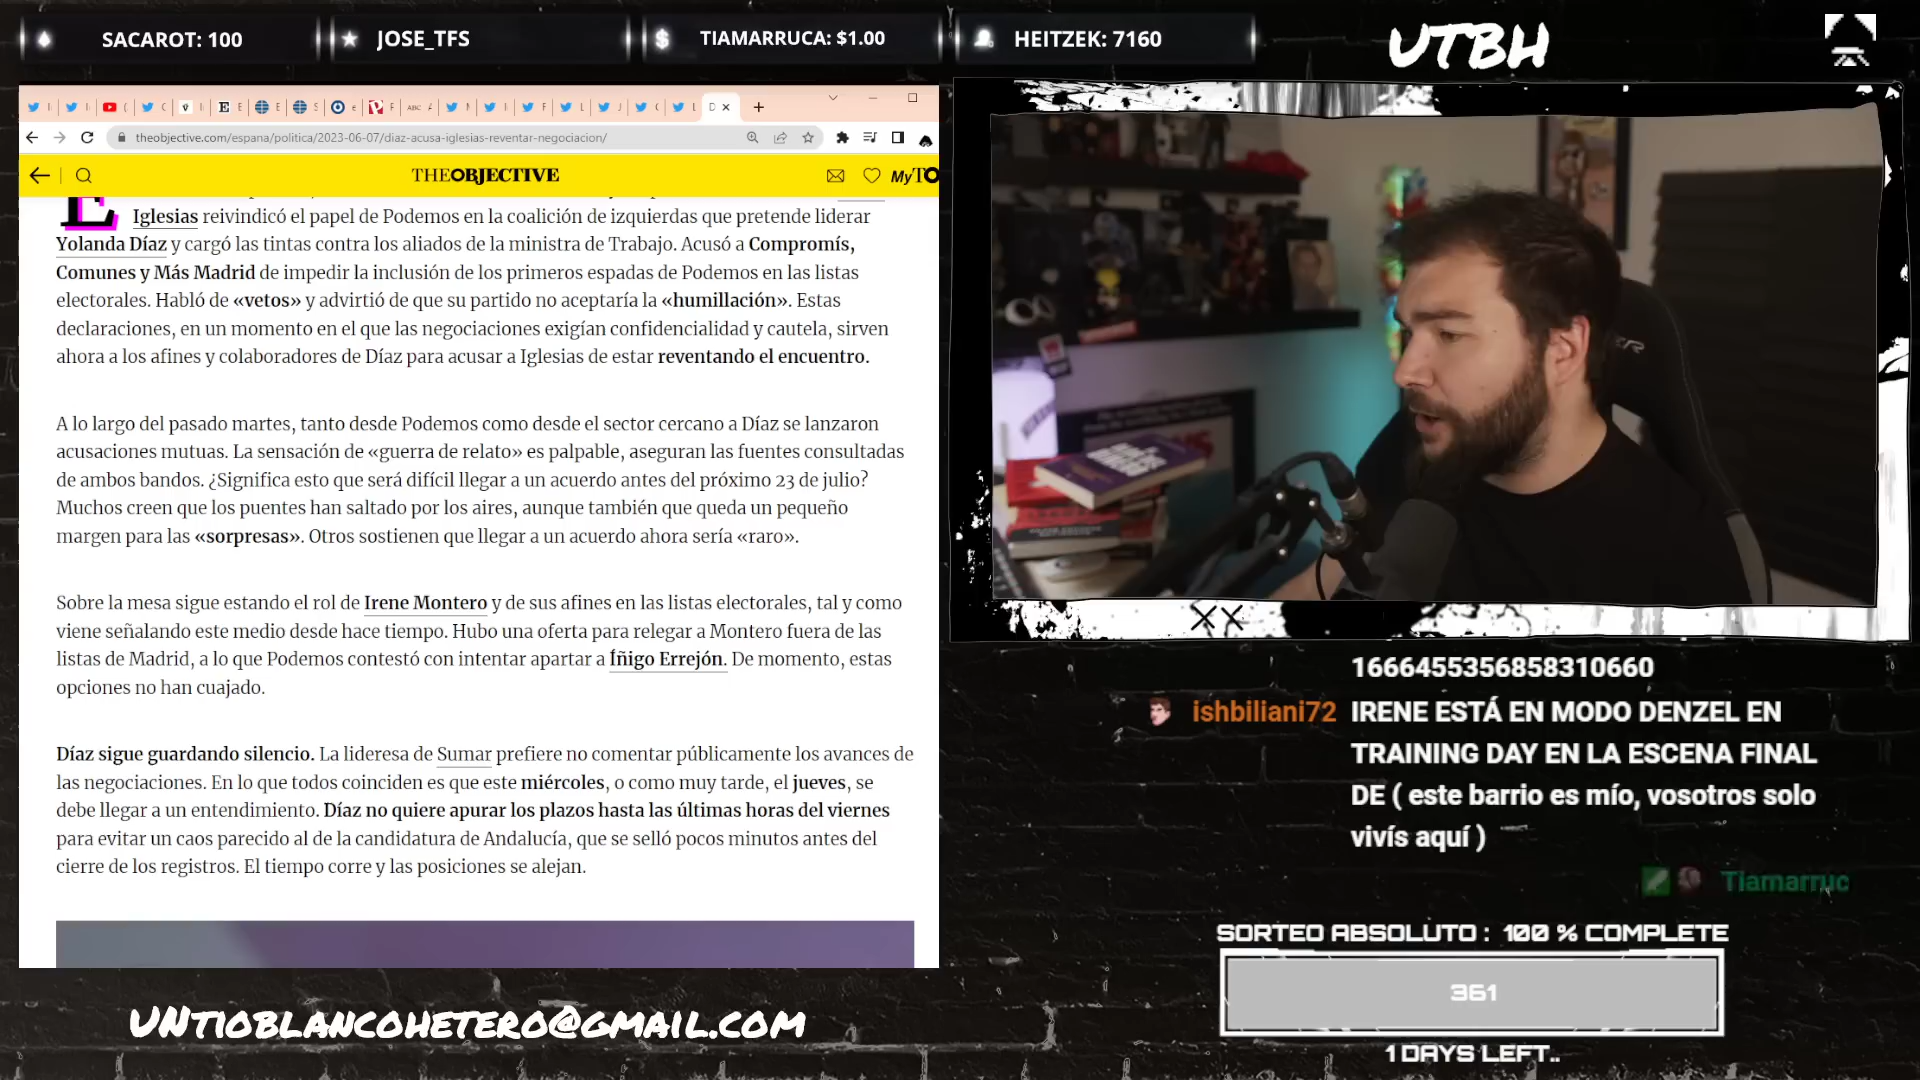 SACAROT: 100
JOSE_TFS
TIAMARRUCA: $1.00
HEITZEK: 7160
UTBH
theobjective.com/espana/politica/2023-06-07/diaz-acusa-iglesias-reventar-negociacion/
THEOBJECTIVE
MyTO
Iglesias reivindicó el papel de Podemos en la coalición de izquierdas que pretende liderar
Yolanda Díaz y cargó las tintas contra los aliados de la ministra de Trabajo. Acusó a Compromís,
Comunes y Más Madrid de impedir la inclusión de los primeros espadas de Podemos en las listas
electorales. Habló de «vetos» y advirtió de que su partido no aceptaría la «humillación». Estas
declaraciones, en un momento en el que las negociaciones exigían confidencialidad y cautela, sirven
ahora a los afines y colaboradores de Díaz para acusar a Iglesias de estar reventando el encuentro.
A lo largo del pasado martes, tanto desde Podemos como desde el sector cercano a Díaz se lanzaron
acusaciones mutuas. La sensación de «guerra de relato» es palpable, aseguran las fuentes consultadas
de ambos bandos. ¿Significa esto que será difícil llegar a un acuerdo antes del próximo 23 de julio?
Muchos creen que los puentes han saltado por los aires, aunque también que queda un pequeño
margen para las «sorpresas». Otros sostienen que llegar a un acuerdo ahora sería «raro».
Sobre la mesa sigue estando el rol de Irene Montero y de sus afines en las listas electorales, tal y como
viene señalando este medio desde hace tiempo. Hubo una oferta para relegar a Montero fuera de las
listas de Madrid, a lo que Podemos contestó con intentar apartar a Íñigo Errejón. De momento, estas
opciones no han cuajado.
Díaz sigue guardando silencio. La lideresa de Sumar prefiere no comentar públicamente los avances de
las negociaciones. En lo que todos coinciden es que este miércoles, o como muy tarde, el jueves, se
debe llegar a un entendimiento. Díaz no quiere apurar los plazos hasta las últimas horas del viernes
para evitar un caos parecido al de la candidatura de Andalucía, que se selló pocos minutos antes del
cierre de los registros. El tiempo corre y las posiciones se alejan.
1666455356858310660
ishbiliani72 IRENE ESTÁ EN MODO DENZEL EN
TRAINING DAY EN LA ESCENA FINAL
DE ( este barrio es mío, vosotros solo
vivís aquí )
Tiamarruc
SORTEO ABSOLUTO : 100 % COMPLETE
361
1 DAYS LEFT..
UNTIOBLANCOHETERO@GMAIL.COM